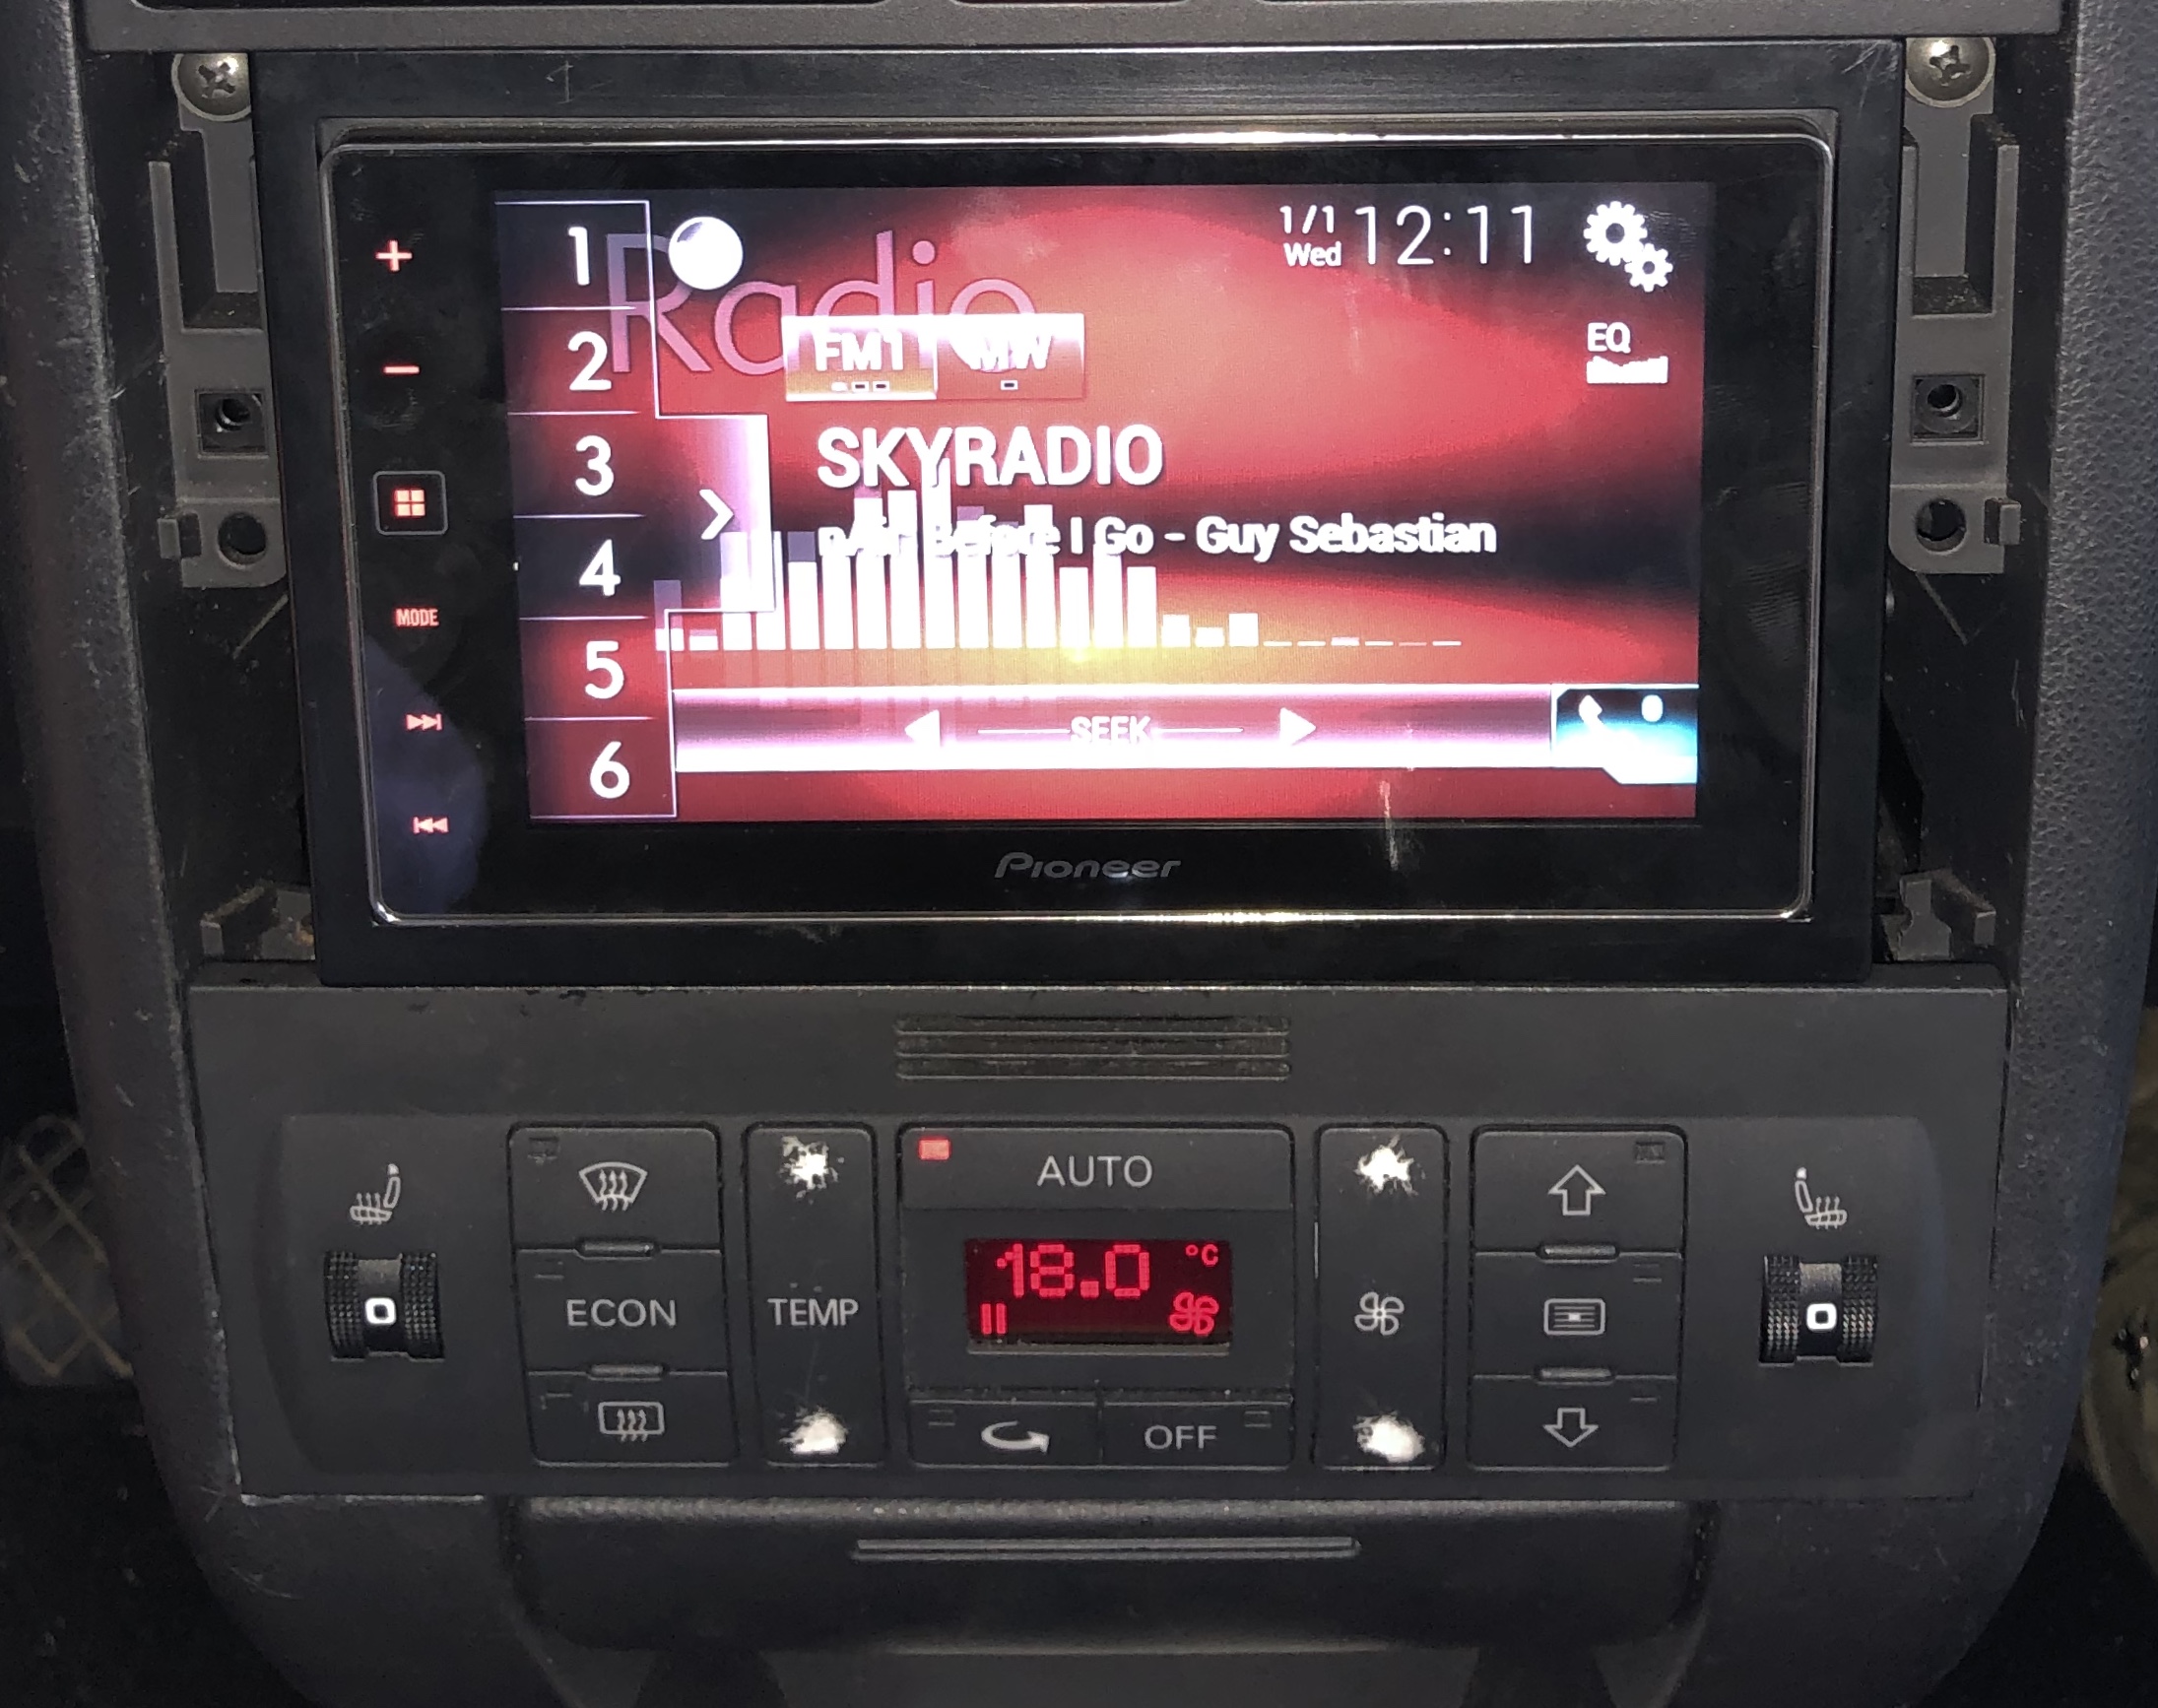 1
2
3
4
5
6
Radio
1/1
Wed
12:11
FM1
MW
EQ
SKYRADIO
Before I Go - Guy Sebastian
MODE
SEEK
Pioneer
AUTO
18.0 °C
ECON
TEMP
OFF